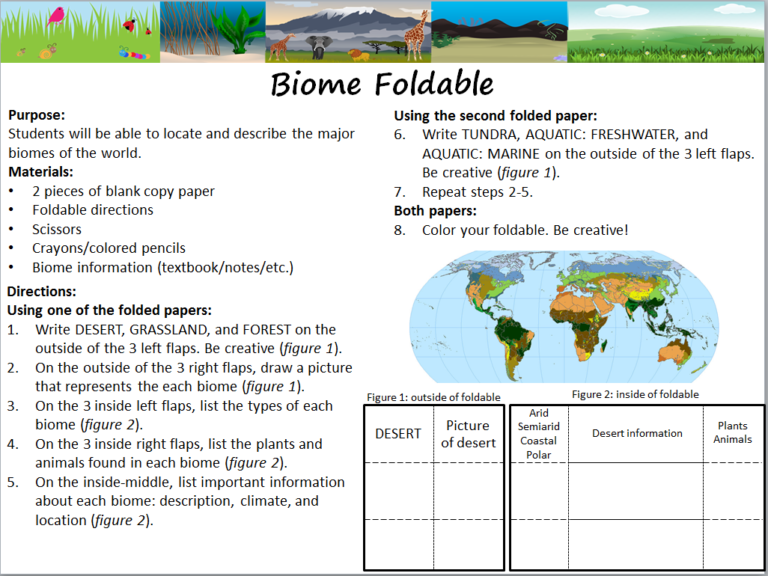 Biome Foldable
Purpose:
Students will be able to locate and describe the major
biomes of the world.
Materials:
• 2 pieces of blank copy paper
• Foldable directions
• Scissors
• Crayons/colored pencils
• Biome information (textbook/notes/etc.)
Directions:
Using one of the folded papers:
1. Write DESERT, GRASSLAND, and FOREST on the
outside of the 3 left flaps. Be creative (figure 1).
2. On the outside of the 3 right flaps, draw a picture
that represents the each biome (figure 1).
3. On the 3 inside left flaps, list the types of each
biome (figure 2).
4. On the 3 inside right flaps, list the plants and
animals found in each biome (figure 2).
5. On the inside-middle, list important information
about each biome: description, climate, and
location (figure 2).
Using the second folded paper:
6. Write TUNDRA, AQUATIC: FRESHWATER, and
AQUATIC: MARINE on the outside of the 3 left flaps.
Be creative (figure 1).
7. Repeat steps 2-5.
Both papers:
8. Color your foldable. Be creative!
Figure 1: outside of foldable
DESERT
Picture
of desert
Figure 2: inside of foldable
Arid
Semiarid
Coastal
Polar
Desert information
Plants
Animals